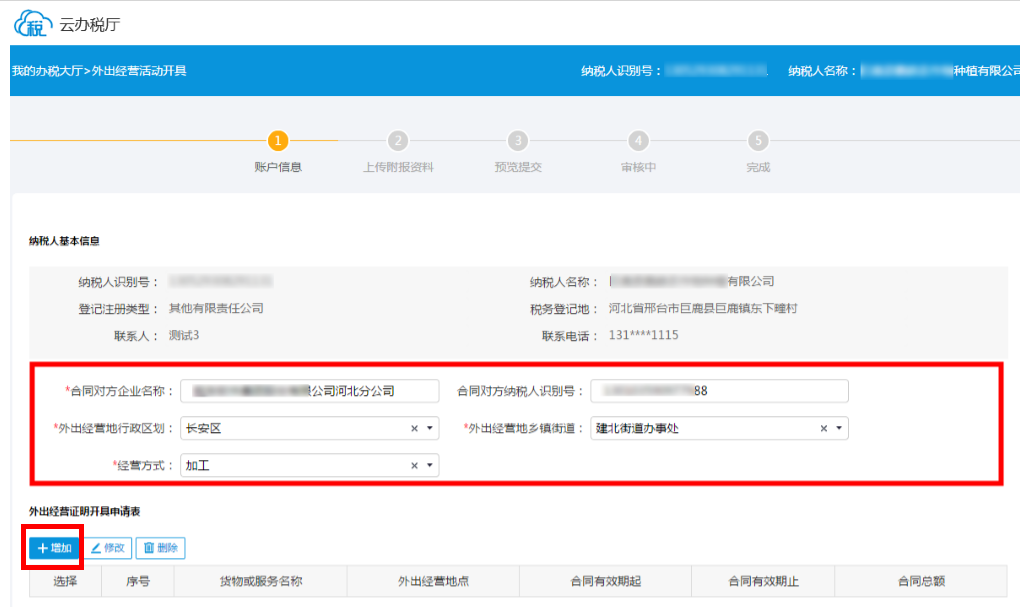 税 云办税厅
我的办税大厅>外出经营活动开具 纳税人识别号： 纳税人名称： 种植有限公司
1 2 3 4 5
账户信息 上传附报资料 预览提交 审核中 完成
纳税人基本信息
纳税人识别号： 纳税人名称： 有限公司
登记注册类型： 其他有限责任公司 税务登记地： 河北省邢台市巨鹿县巨鹿镇东下疃村
联系人： 测试3 联系电话： 131****1115
*合同对方企业名称： 公司河北分公司 合同对方纳税人识别号： 88
*外出经营地行政区划： 长安区 × *外出经营地乡镇街道： 建北街道办事处 ×
*经营方式： 加工 ×
外出经营证明开具申请表
+ 增加 修改 删除
选择 序号 货物或服务名称 外出经营地点 合同有效期起 合同有效期止 合同总额